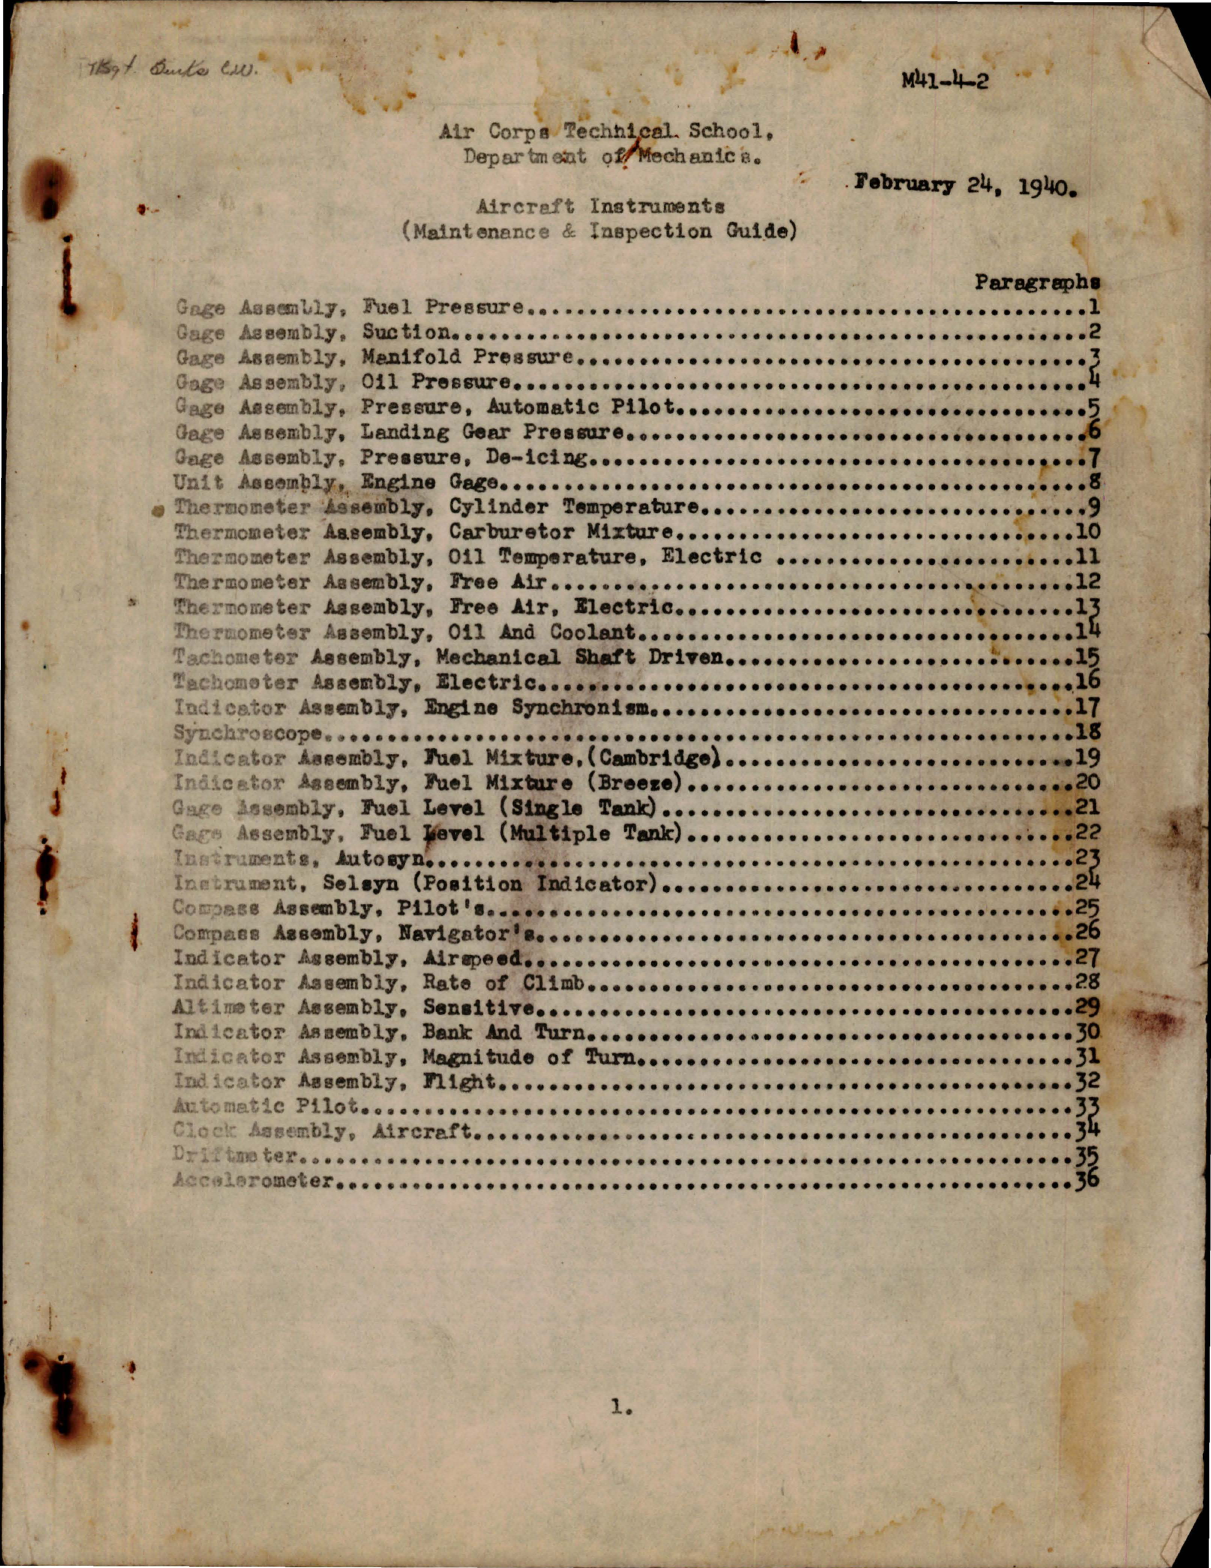 M41-4-2
Air Corps Technical School,
Department of Mechanics.
February 24, 1940.
Aircraft Instruments
(Maintenance & Inspection Guide)
Paragraphs
Gage Assembly, Fuel Pressure.............................................1
Gage Assembly, Suction...................................................2
Gage Assembly, Manifold Pressure.........................................3
Gage Assembly, Oil Pressure..............................................4
Gage Assembly, Pressure, Automatic Pilot.................................5
Gage Assembly, Landing Gear Pressure.....................................6
Gage Assembly, Pressure, De-icing........................................7
Unit Assembly, Engine Gage...............................................8
Thermometer Assembly, Cylinder Temperature...............................9
Thermometer Assembly, Carburetor Mixture................................10
Thermometer Assembly, Oil Temperature, Electric ........................11
Thermometer Assembly, Free Air..........................................12
Thermometer Assembly, Free Air, Electric................................13
Thermometer Assembly, Oil And Coolant...................................14
Tachometer Assembly, Mechanical Shaft Driven............................15
Tachometer Assembly, Electric...........................................16
Indicator Assembly, Engine Synchronism..................................17
Synchroscope............................................................18
Indicator Assembly, Fuel Mixture,(Cambridge)............................19
Indicator Assembly, Fuel Mixture (Breeze)...............................20
Gage Assembly, Fuel Level (Single Tank).................................21
Gage Assembly, Fuel Level (Multiple Tank)...............................22
Instruments, Autosyn....................................................23
Instrument, Selsyn (Position Indicator).................................24
Compass Assembly, Pilot's...............................................25
Compass Assembly, Navigator's...........................................26
Indicator Assembly, Airspeed............................................27
Indicator Assembly, Rate of Climb.......................................28
Altimeter Assembly, Sensitive...........................................29
Indicator Assembly, Bank And Turn.......................................30
Indicator Assembly, Magnitude of Turn...................................31
Indicator Assembly, Flight..............................................32
Automatic Pilot.........................................................33
Clock Assembly, Aircraft................................................34
Driftmeter..............................................................35
Accelerometer...........................................................36
1.